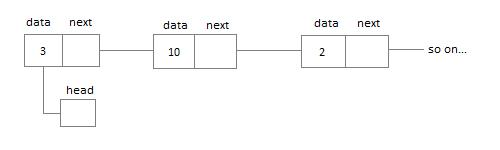 data next
data next
data next
3
10
2
so on...
head